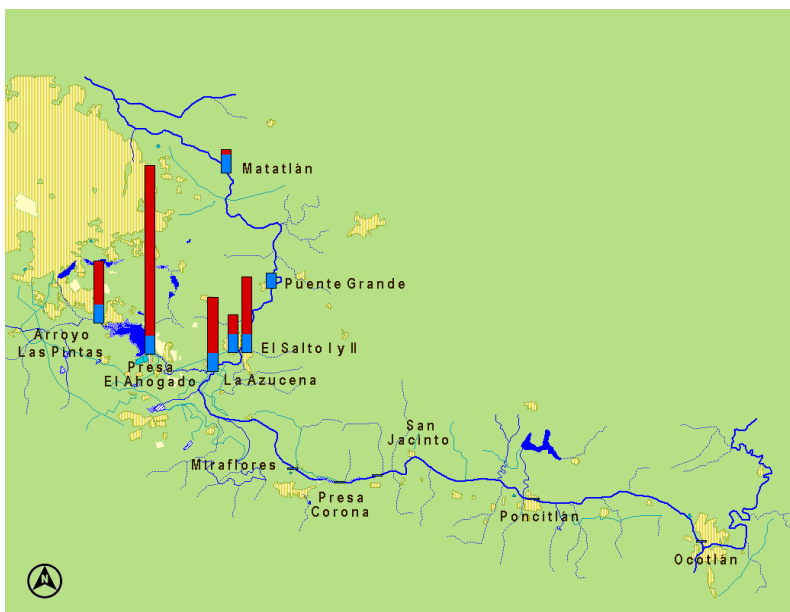 Matatlán
Puente Grande
Arroyo
Las Pintas
El Salto I y II
Presa
El Ahogado
La Azucena
San
Jacinto
Miraflores
Presa
Corona
Poncitlán
Ocotlán
N